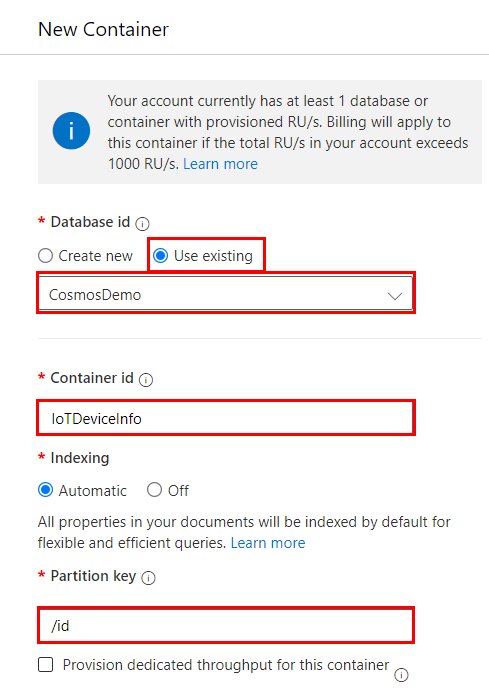 New Container
Your account currently has at least 1 database or
container with provisioned RU/s. Billing will apply to
this container if the total RU/s in your account exceeds
1000 RU/s. Learn more
* Database id
Create new Use existing
CosmosDemo
* Container id
IoTDeviceInfo
* Indexing
Automatic Off
All properties in your documents will be indexed by default for
flexible and efficient queries. Learn more
* Partition key
/id
Provision dedicated throughput for this container